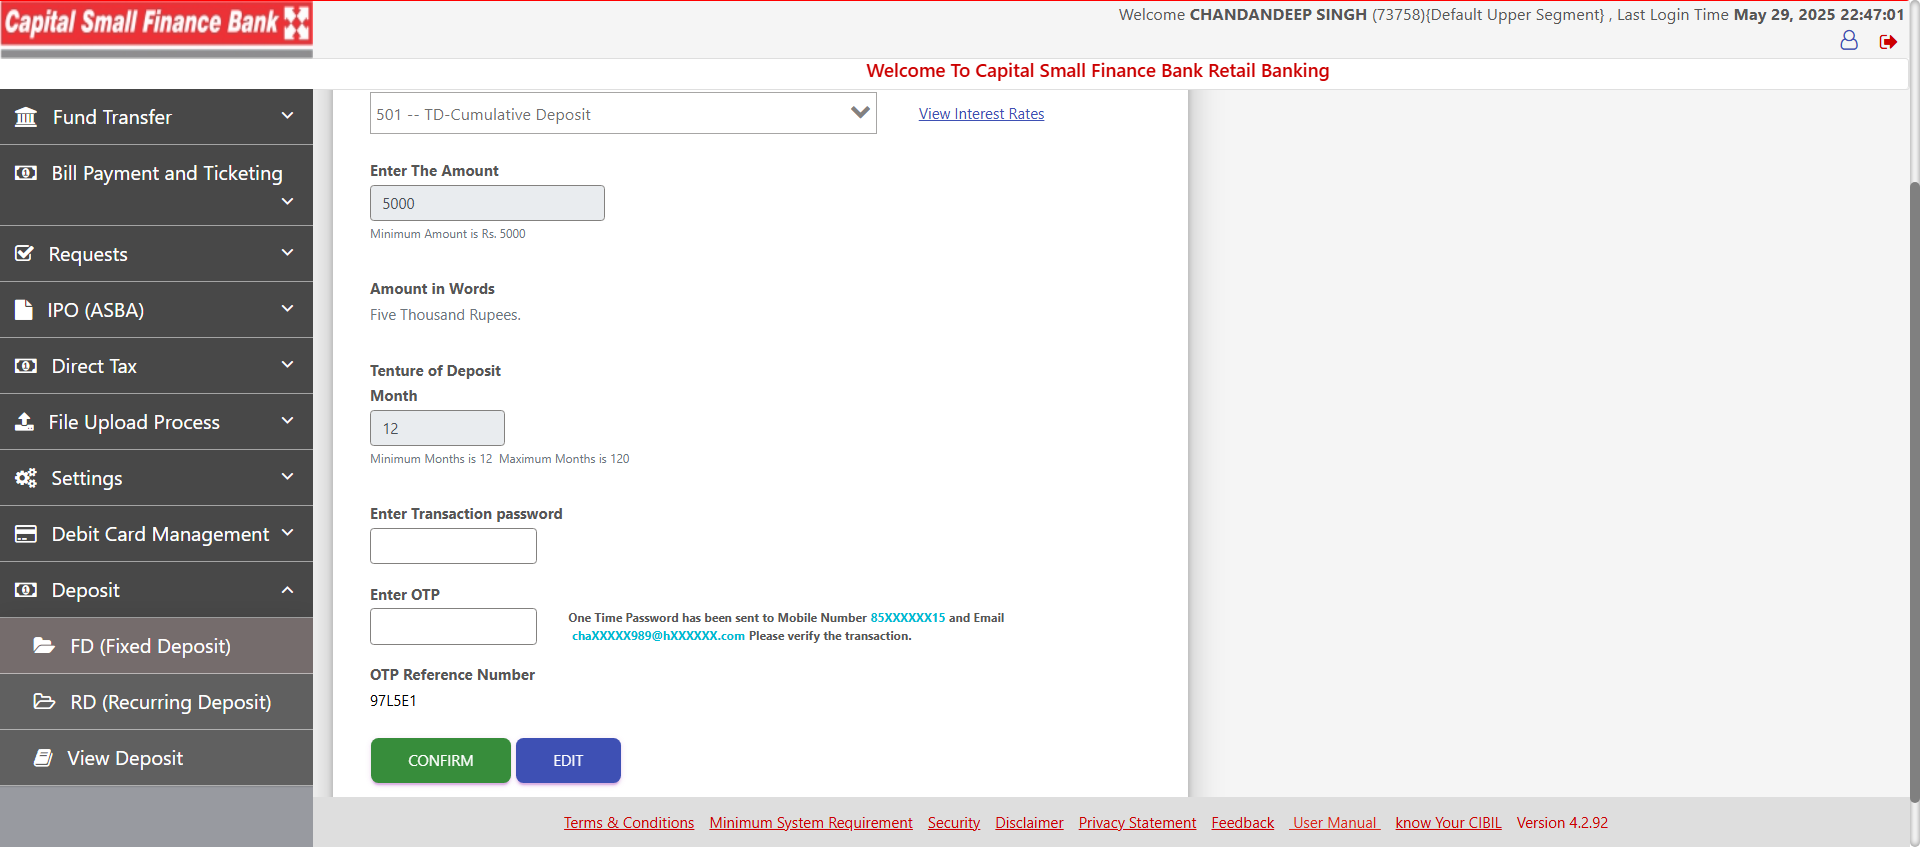 Capital Small Finance Bank
Welcome CHANDANDEEP SINGH (73758){Default Upper Segment} , Last Login Time May 29, 2025 22:47:01
Welcome To Capital Small Finance Bank Retail Banking
Fund Transfer
Bill Payment and Ticketing
Requests
IPO (ASBA)
Direct Tax
File Upload Process
Settings
Debit Card Management
Deposit
FD (Fixed Deposit)
RD (Recurring Deposit)
View Deposit
501 -- TD-Cumulative Deposit
View Interest Rates
Enter The Amount
5000
Minimum Amount is Rs. 5000
Amount in Words
Five Thousand Rupees.
Tenture of Deposit
Month
12
Minimum Months is 12 Maximum Months is 120
Enter Transaction password
Enter OTP
One Time Password has been sent to Mobile Number 85XXXXXX15 and Email
chaXXXXX989@hXXXXXX.com Please verify the transaction.
OTP Reference Number
97L5E1
CONFIRM EDIT
Terms & Conditions Minimum System Requirement Security Disclaimer Privacy Statement Feedback User Manual know Your CIBIL Version 4.2.92